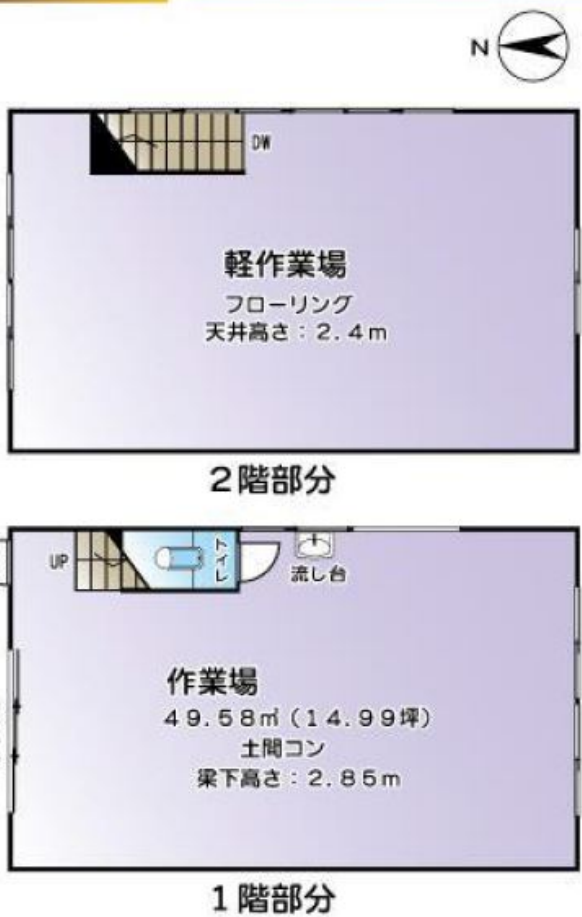 N
DW
軽作業場
フローリング
天井高さ：2.4m
2階部分
UP
トイレ
流し台
作業場
49.58㎡（14.99坪）
土間コン
梁下高さ：2.85m
1階部分